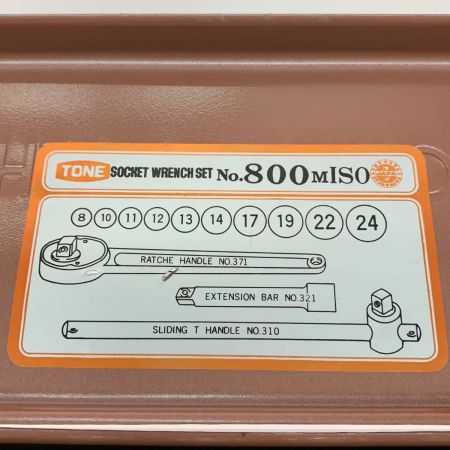 TONE SOCKET WRENCH SET No.800MISO JAPAN
8 10 11 12 13 14 17 19 22 24
RATCHE HANDLE NO.371
EXTENSION BAR NO.321
SLIDING T HANDLE NO.310